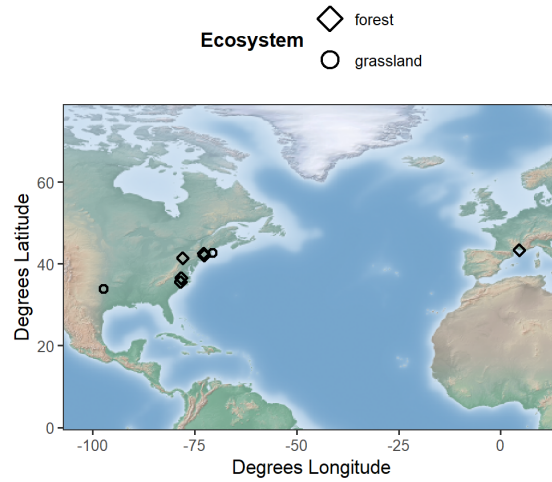 Ecosystem
forest
grassland
Degrees Latitude
60
40
20
0
-100
-75
-50
-25
0
Degrees Longitude